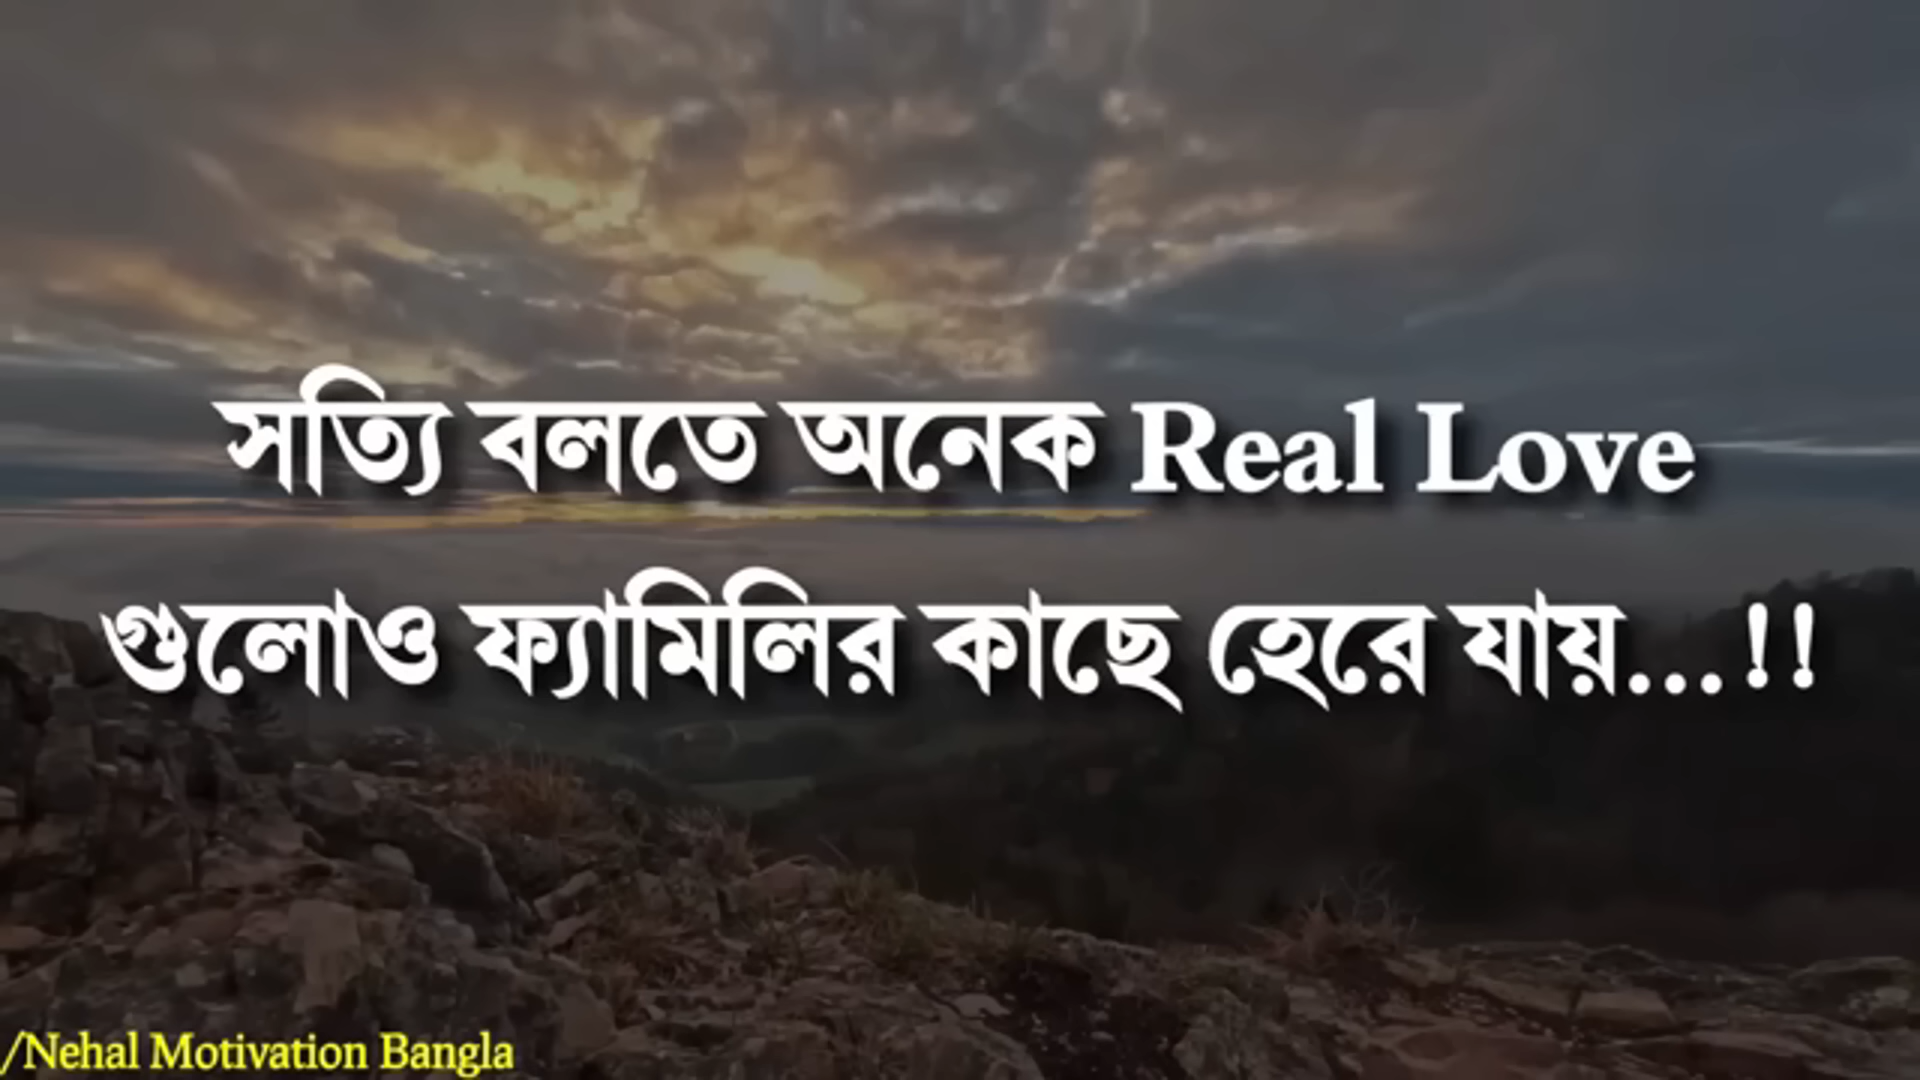 সত্যি বলতে অনেক Real Love
গুলোও ফ্যামিলির কাছে হেরে যায়...!!
/Nehal Motivation Bangla